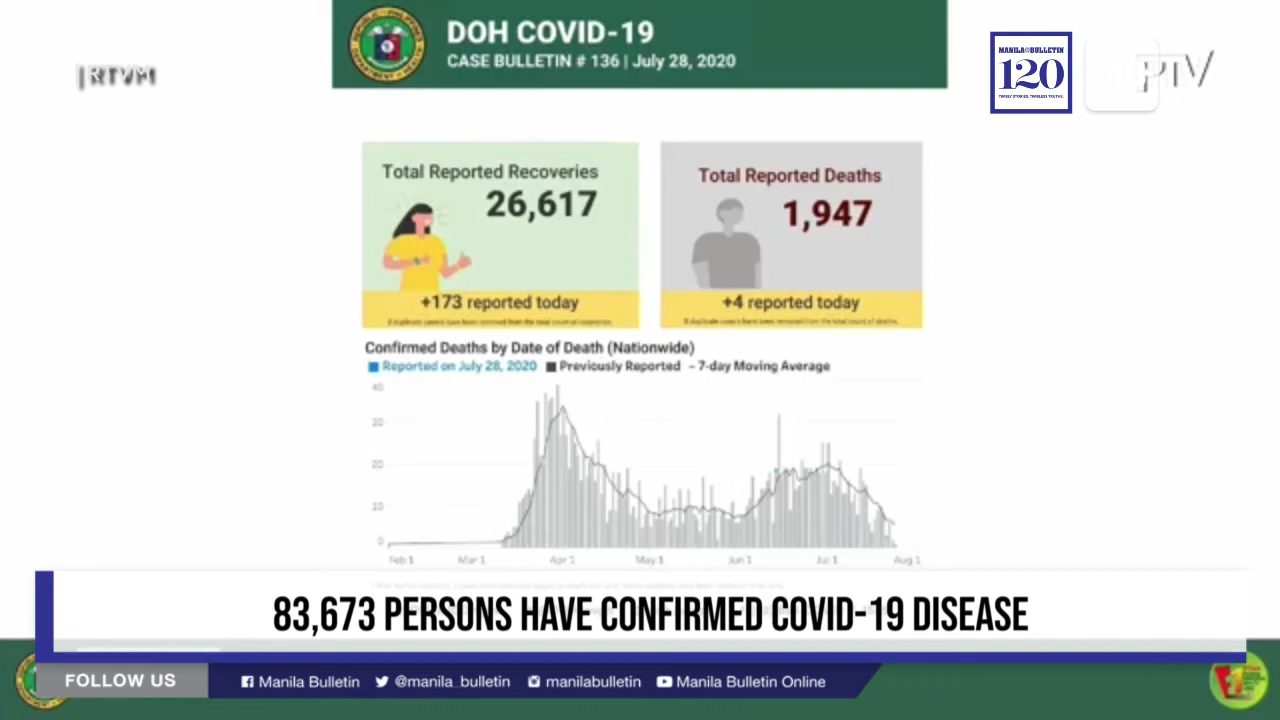 DOH COVID-19
CASE BULLETIN # 136 | July 28, 2020
RTVM
MANILA BULLETIN
120
PTV
Total Reported Recoveries
26,617
+173 reported today
Total Reported Deaths
1,947
+4 reported today
Confirmed Deaths by Date of Death (Nationwide)
Reported on July 28, 2020 Previously Reported – 7-day Moving Average
40
30
20
10
0
Feb 1 Mar 1 Apr 1 May 1 Jun 1 Jul 1 Aug 1
83,673 PERSONS HAVE CONFIRMED COVID-19 DISEASE
FOLLOW US
Manila Bulletin @manila_bulletin manilabulletin Manila Bulletin Online